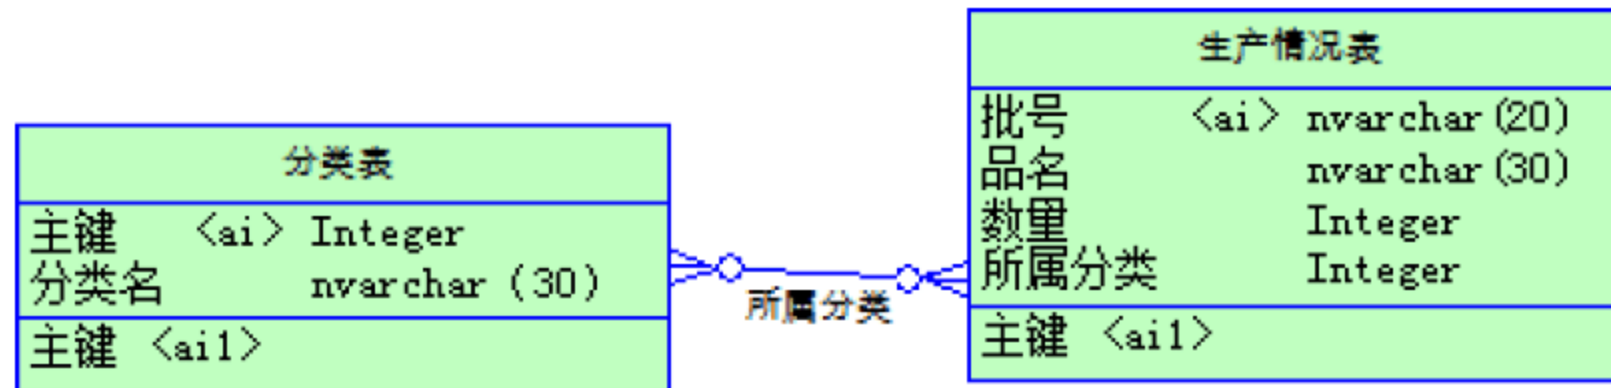 分类表
主键 <ai> Integer
分类名 nvarchar (30)
主键 <ai1>
所属分类
生产情况表
批号 <ai> nvarchar(20)
品名 nvarchar(30)
数里 Integer
所属分类 Integer
主键 <ai1>